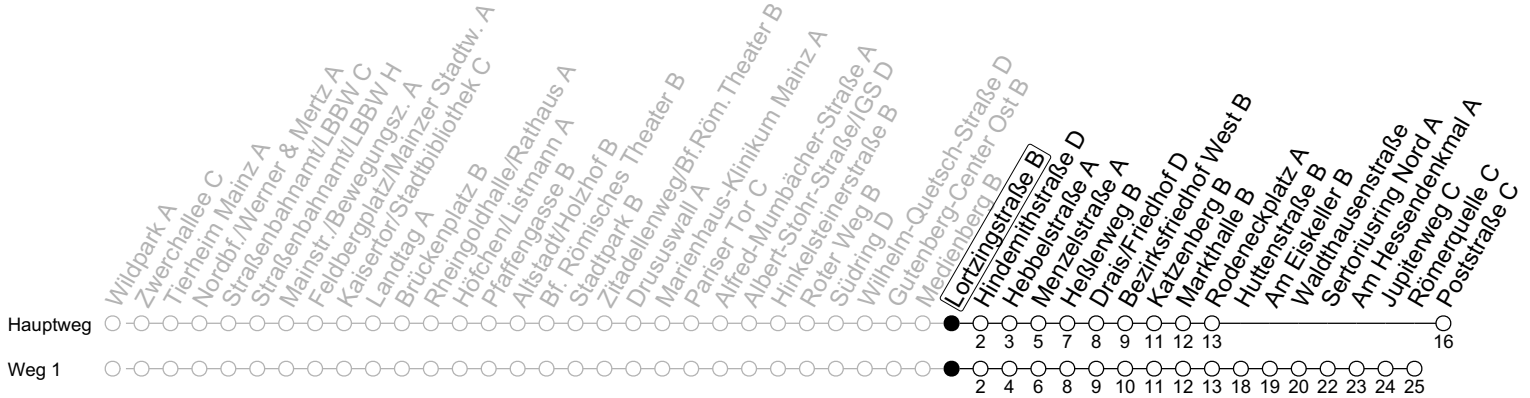 Wildpark A
Zwerchallee C
Tierheim Mainz A
Nordbf./Werner & Mertz A
Straßenbahnamt/LBBW C
Straßenbahnamt/LBBW H
Mainstr./Bewegungsz. A
Feldbergplatz/Mainzer Stadtw. A
Kaisertor/Stadtbibliothek C
Landtag A
Brückenplatz B
Rheingoldhalle/Rathaus A
Höfchen/Listmann A
Pfaffengasse B
Altstadt/Holzhof B
Bf. Römisches Theater B
Stadtpark B
Zitadellenweg/Bf.Röm.Theater B
Drususwall A
Marienhaus-Klinikum Mainz A
Pariser Tor C
Alfred-Mumbächer-Straße A
Albert-Stohr-Straße/IGS D
Hinkelsteinerstraße B
Roter Weg B
Südring D
Wilhelm-Quetsch-Straße D
Gutenberg-Center Ost B
Medienberg B
Lortzingstraße B
Hindemithstraße D
Hebbelstraße A
Menzelstraße A
Heßlerweg B
Drais/Friedhof D
Bezirksfriedhof West B
Katzenberg B
Markthalle B
Rodeneckplatz A
Huttenstraße B
Am Eiskeller B
Waldthausenstraße
Sertoriusring Nord A
Am Hessendenkmal A
Jupiterweg C
Römerquelle C
Poststraße C
Hauptweg
2 3 5 7 8 9 11 12 13 16
Weg 1
2 4 6 8 9 10 11 12 13 18 19 20 22 23 24 25